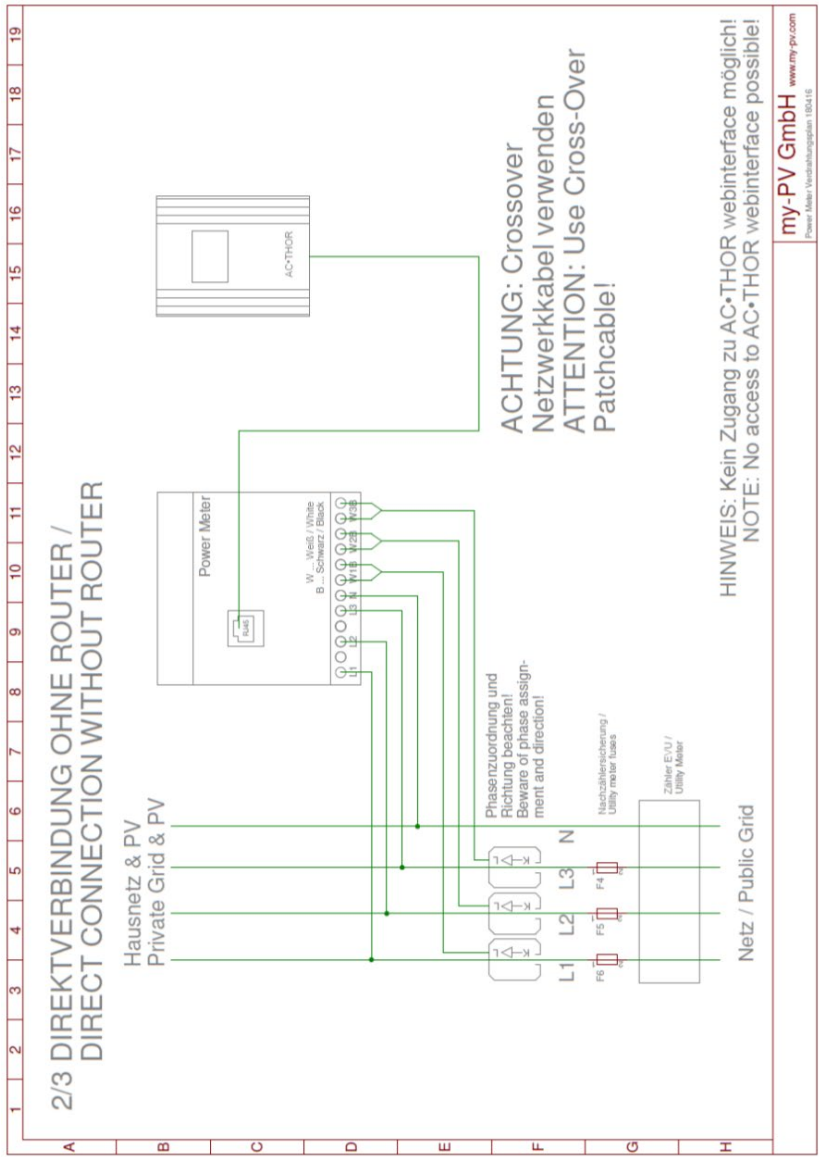 1 2 3 4 5 6 7 8 9 10 11 12 13 14 15 16 17 18 19
A
B
C
D
E
F
G
H
2/3 DIREKTVERBINDUNG OHNE ROUTER /
DIRECT CONNECTION WITHOUT ROUTER
Hausnetz & PV
Private Grid & PV
Power Meter
RJ45
W ... Weiß / White
B ... Schwarz / Black
L1 L2 L3 N W1B W2B W3B
AC•THOR
Phasenzuordnung und
Richtung beachten!
Beware of phase assign-
ment and direction!
L1 L2 L3 N
F6 F5 F4
Nachzählersicherung /
Utility meter fuses
Zähler EVU /
Utility Meter
Netz / Public Grid
ACHTUNG: Crossover
Netzwerkkabel verwenden
ATTENTION: Use Cross-Over
Patchcable!
HINWEIS: Kein Zugang zu AC•THOR webinterface möglich!
NOTE: No access to AC•THOR webinterface possible!
my-PV GmbH www.my-pv.com
Power Meter Verdrahtungsplan 180416